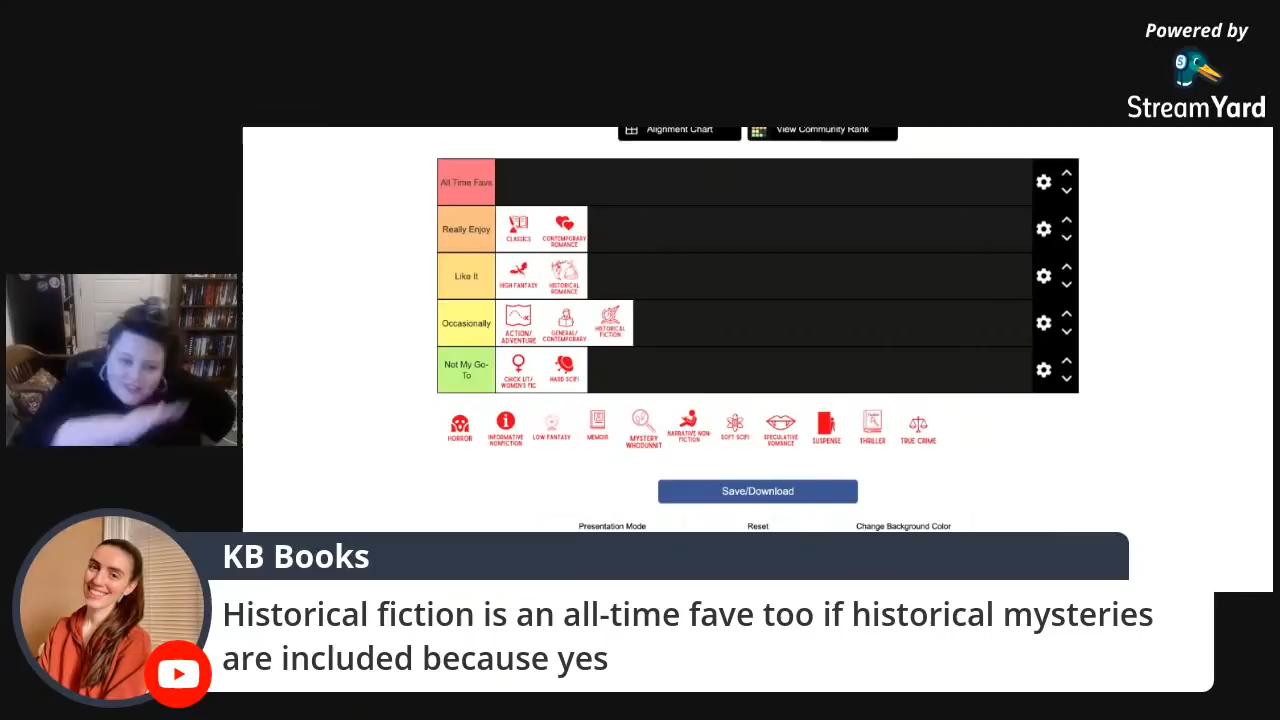 Powered by
StreamYard
Alignment Chart
View Community Rank
All Time Favs
Really Enjoy
CLASSICS
CONTEMPORARY
ROMANCE
Like It
HIGH FANTASY
HISTORICAL
ROMANCE
Occasionally
ACTION/
ADVENTURE
GENERAL/
CONTEMPORARY
HISTORICAL
FICTION
Not My Go-
To
CHICK LIT/
WOMEN'S FIC
HARD SCIFI
HORROR
INFORMATIVE
NONFICTION
LOW FANTASY
MEMOIR
MYSTERY
WHODUNNIT
NARRATIVE NON-
FICTION
SOFT SCIFI
SPECULATIVE
ROMANCE
SUSPENSE
THRILLER
TRUE CRIME
Save/Download
Presentation Mode
Reset
Change Background Color
KB Books
Historical fiction is an all-time fave too if historical mysteries
are included because yes